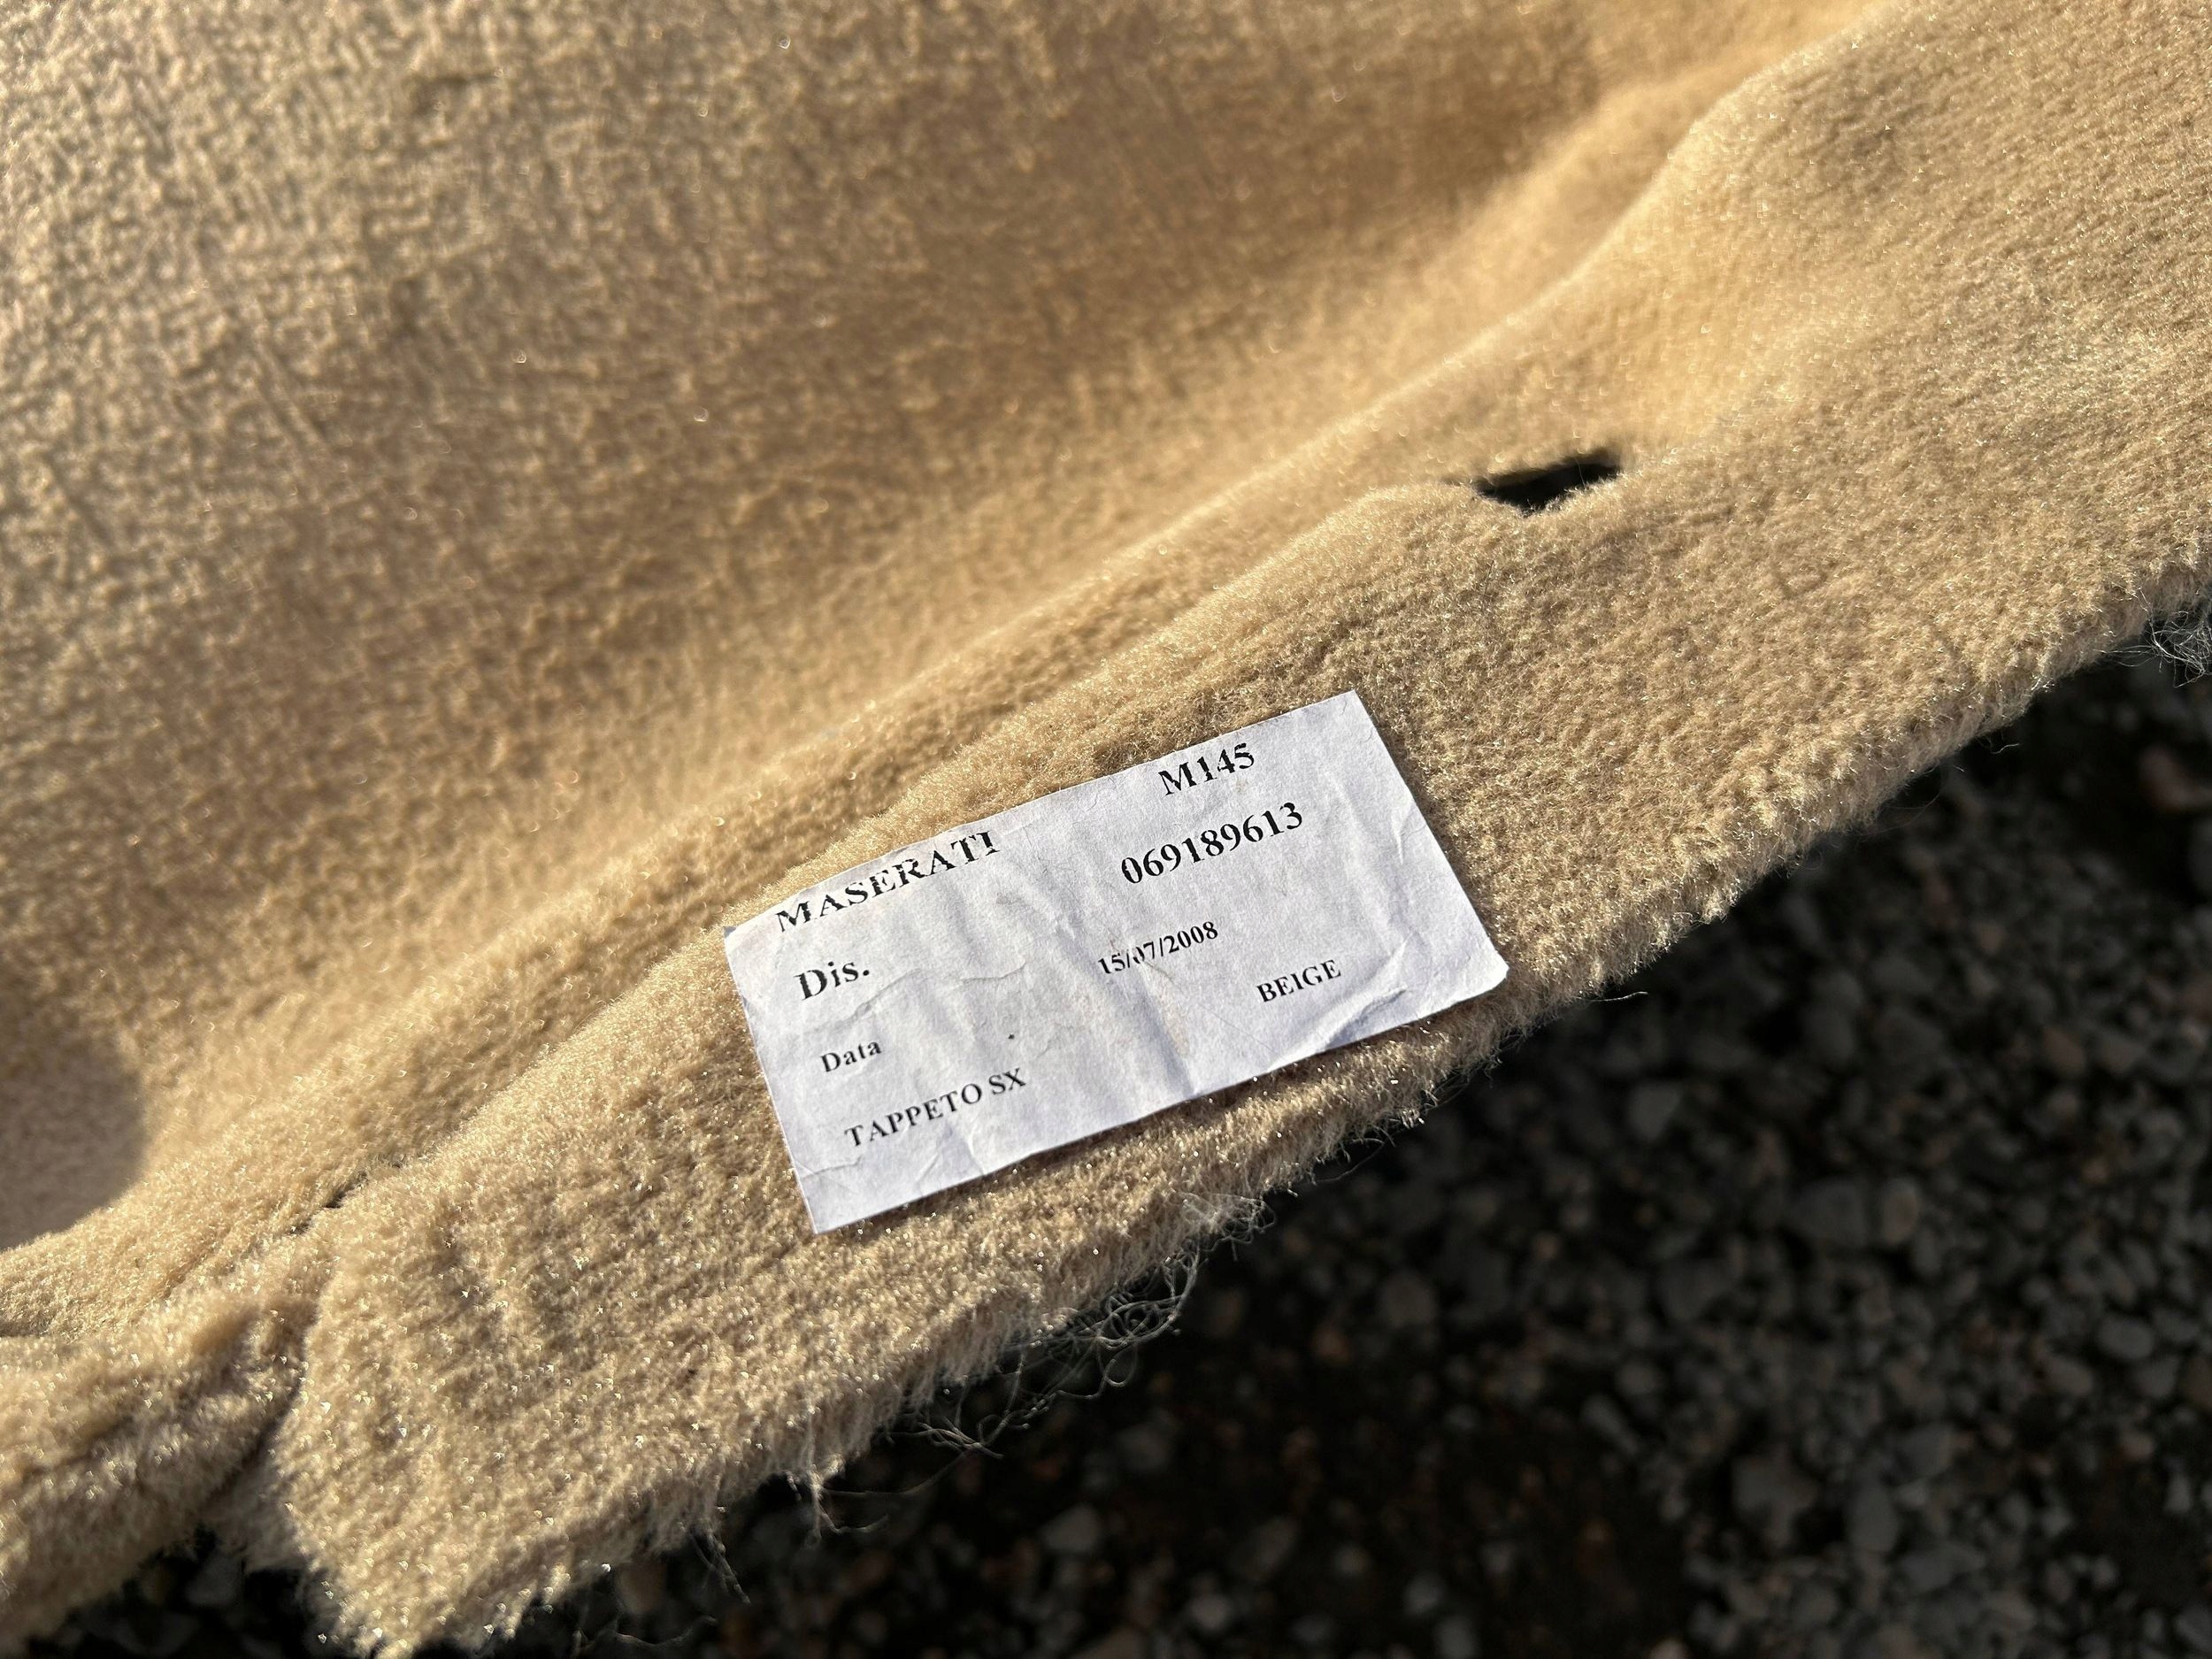 MASERATI M145
Dis. 069189613
Data 15/07/2008
TAPPETO SX BEIGE